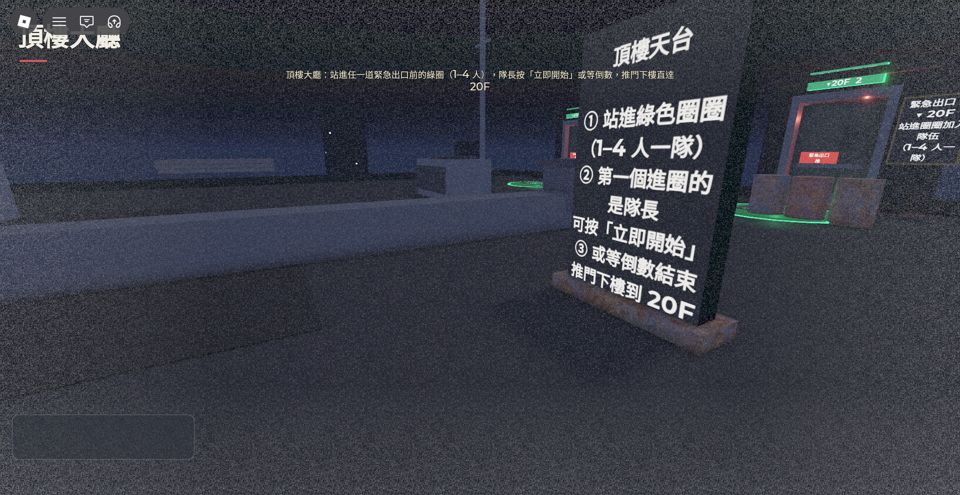 頂樓大廳
頂樓大廳：站進任一道緊急出口前的綠圈（1–4 人），隊長按「立即開始」或等倒數，推門下樓直達
20F
頂樓天台
① 站進綠色圈圈
（1–4 人一隊）
② 第一個進圈的
是隊長
可按「立即開始」
③ 或等倒數結束
推門下樓到 20F
▼20F 2
緊急出口
緊急出口
▼ 20F
站進圈圈加入
隊伍
（1–4 人一
隊）